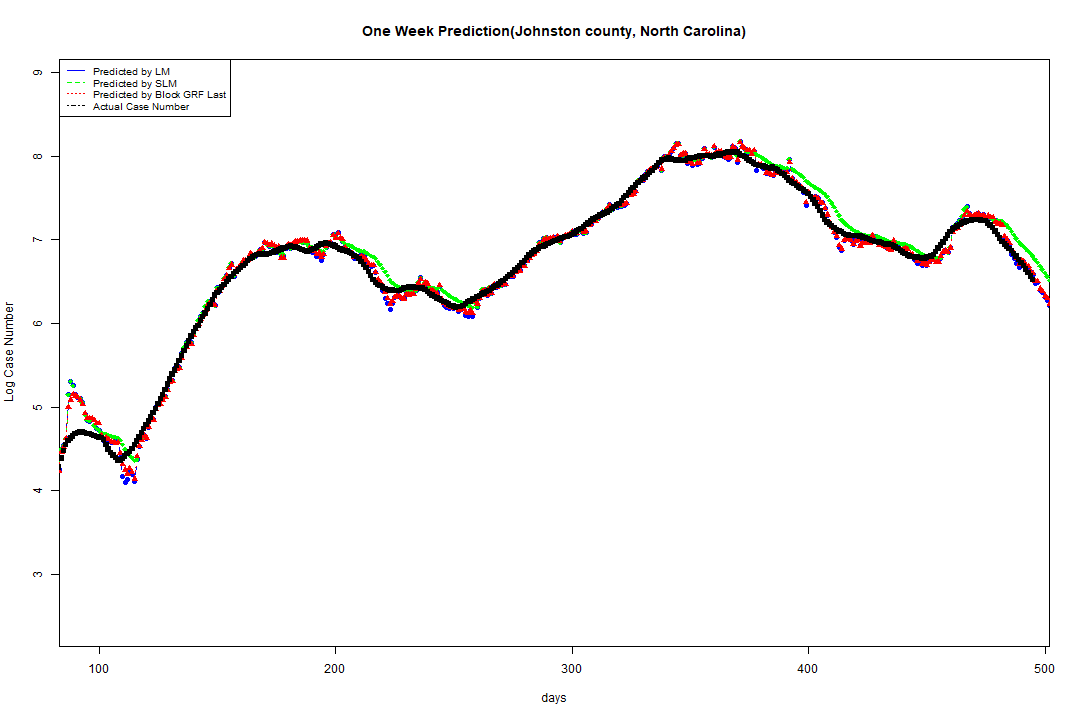 One Week Prediction(Johnston county, North Carolina)
Predicted by LM
Predicted by SLM
Predicted by Block GRF Last
Actual Case Number
9
8
7
6
5
4
3
Log Case Number
100 200 300 400 500
days